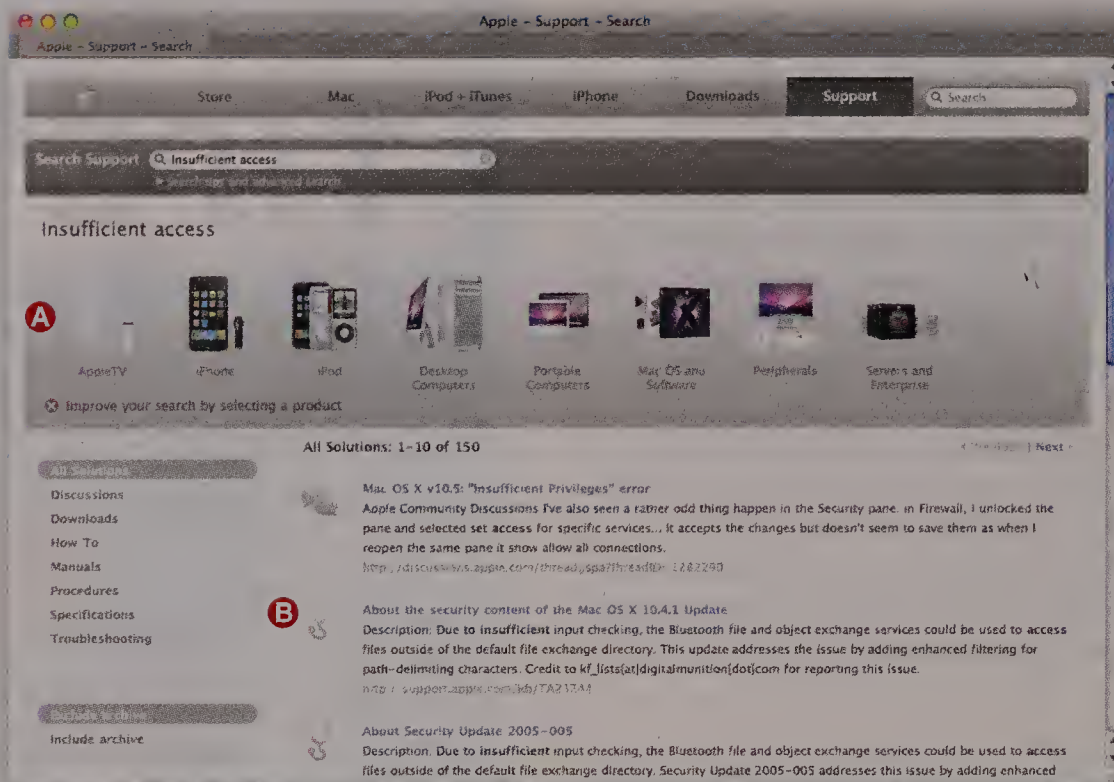 Apple - Support - Search
Apple - Support - Search
Store Mac iPod + iTunes iPhone Downloads Support Search
Search Support Insufficient access
Search tips and advanced search
Insufficient access
A
AppleTV iPhone iPod Desktop Computers Portable Computers Mac OS and Software Peripherals Servers and Enterprise
Improve your search by selecting a product
All Solutions: 1-10 of 150
Next
All Solutions
Discussions
Downloads
How To
Manuals
Procedures
Specifications
Troubleshooting
Exclude archive
Include archive
Mac OS X v10.5: "Insufficient Privileges" error
Apple Community Discussions I've also seen a rather odd thing happen in the Security pane. in Firewall, I unlocked the
pane and selected set access for specific services... it accepts the changes but doesn't seem to save them as when I
reopen the same pane it show allow all connections.
B
About the security content of the Mac OS X 10.4.1 Update
Description: Due to insufficient input checking, the Bluetooth file and object exchange services could be used to access
files outside of the default file exchange directory. This update addresses the issue by adding enhanced filtering for
path-delimiting characters. Credit to kf_lists[at]digitalmunition[dot]com for reporting this issue.
About Security Update 2005-005
Description: Due to insufficient input checking, the Bluetooth file and object exchange services could be used to access
files outside of the default file exchange directory. Security Update 2005-005 addresses this issue by adding enhanced